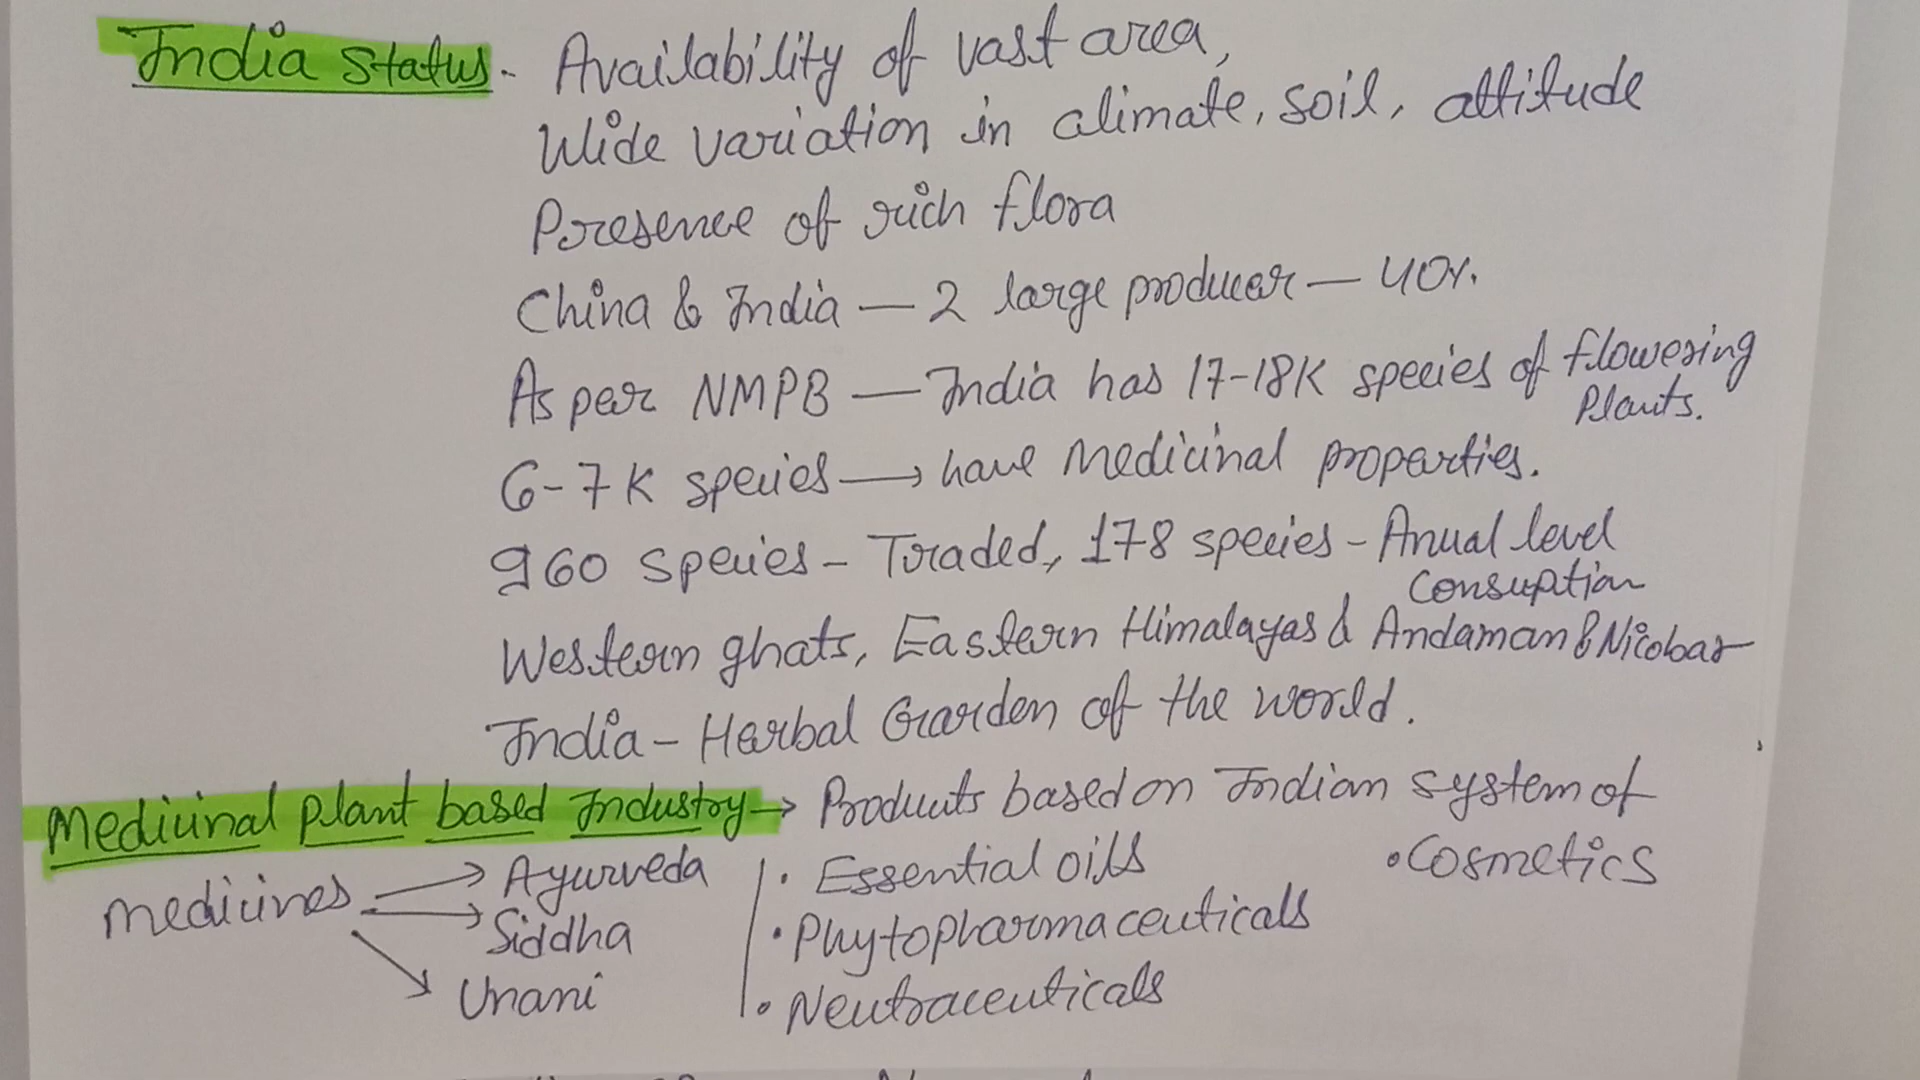 India Status - Availability of vast area,
Wide variation in climate, soil, altitude
Presence of rich flora
China & India — 2 large producer — 40%.
As per NMPB — India has 17-18K species of flowering
Plants.
6-7K species → have medicinal properties.
960 species - Traded, 178 species - Anual level
Consuption
Western ghats, Eastern Himalayas & Andaman & Nicobar
India - Herbal Garden of the world.
Medicinal plant based Industry → Products based on Indian system of
medicines → Ayurveda
→ Siddha
→ Unani
• Essential oils
• Cosmetics
• Phytopharmaceuticals
• Neutraceuticals